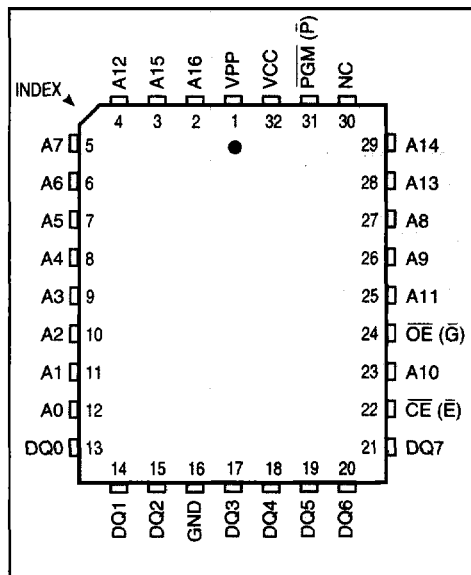 A12 A15 A16 VPP VCC P̅G̅M̅ (P̅) NC
INDEX
4 3 2 1 32 31 30
A7 5 29 A14
A6 6 28 A13
A5 7 27 A8
A4 8 26 A9
A3 9 25 A11
A2 10 24 O̅E̅ (G̅)
A1 11 23 A10
A0 12 22 C̅E̅ (E̅)
DQ0 13 21 DQ7
14 15 16 17 18 19 20
DQ1 DQ2 GND DQ3 DQ4 DQ5 DQ6